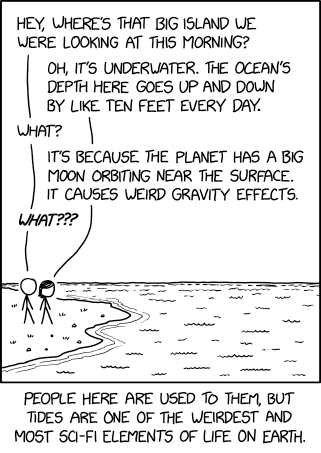 HEY, WHERE'S THAT BIG ISLAND WE
WERE LOOKING AT THIS MORNING?
OH, IT'S UNDERWATER. THE OCEAN'S
DEPTH HERE GOES UP AND DOWN
BY LIKE TEN FEET EVERY DAY.
WHAT?
IT'S BECAUSE THE PLANET HAS A BIG
MOON ORBITING NEAR THE SURFACE.
IT CAUSES WEIRD GRAVITY EFFECTS.
WHAT???
PEOPLE HERE ARE USED TO THEM, BUT
TIDES ARE ONE OF THE WEIRDEST AND
MOST SCI-FI ELEMENTS OF LIFE ON EARTH.